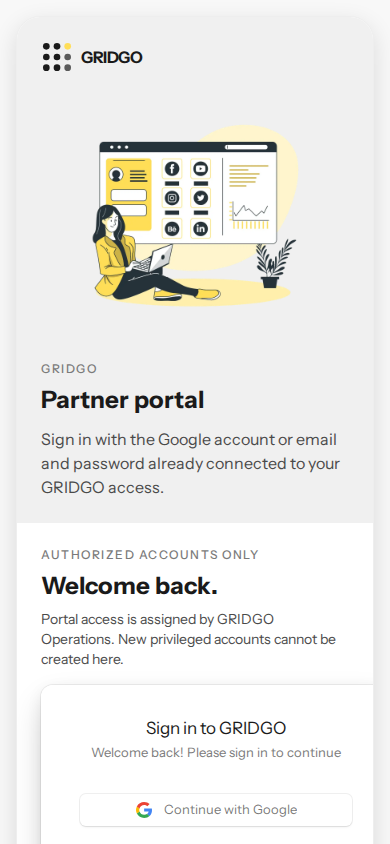 GRIDGO
Bē
GRIDGO
Partner portal
Sign in with the Google account or email
and password already connected to your
GRIDGO access.
AUTHORIZED ACCOUNTS ONLY
Welcome back.
Portal access is assigned by GRIDGO
Operations. New privileged accounts cannot be
created here.
Sign in to GRIDGO
Welcome back! Please sign in to continue
Continue with Google